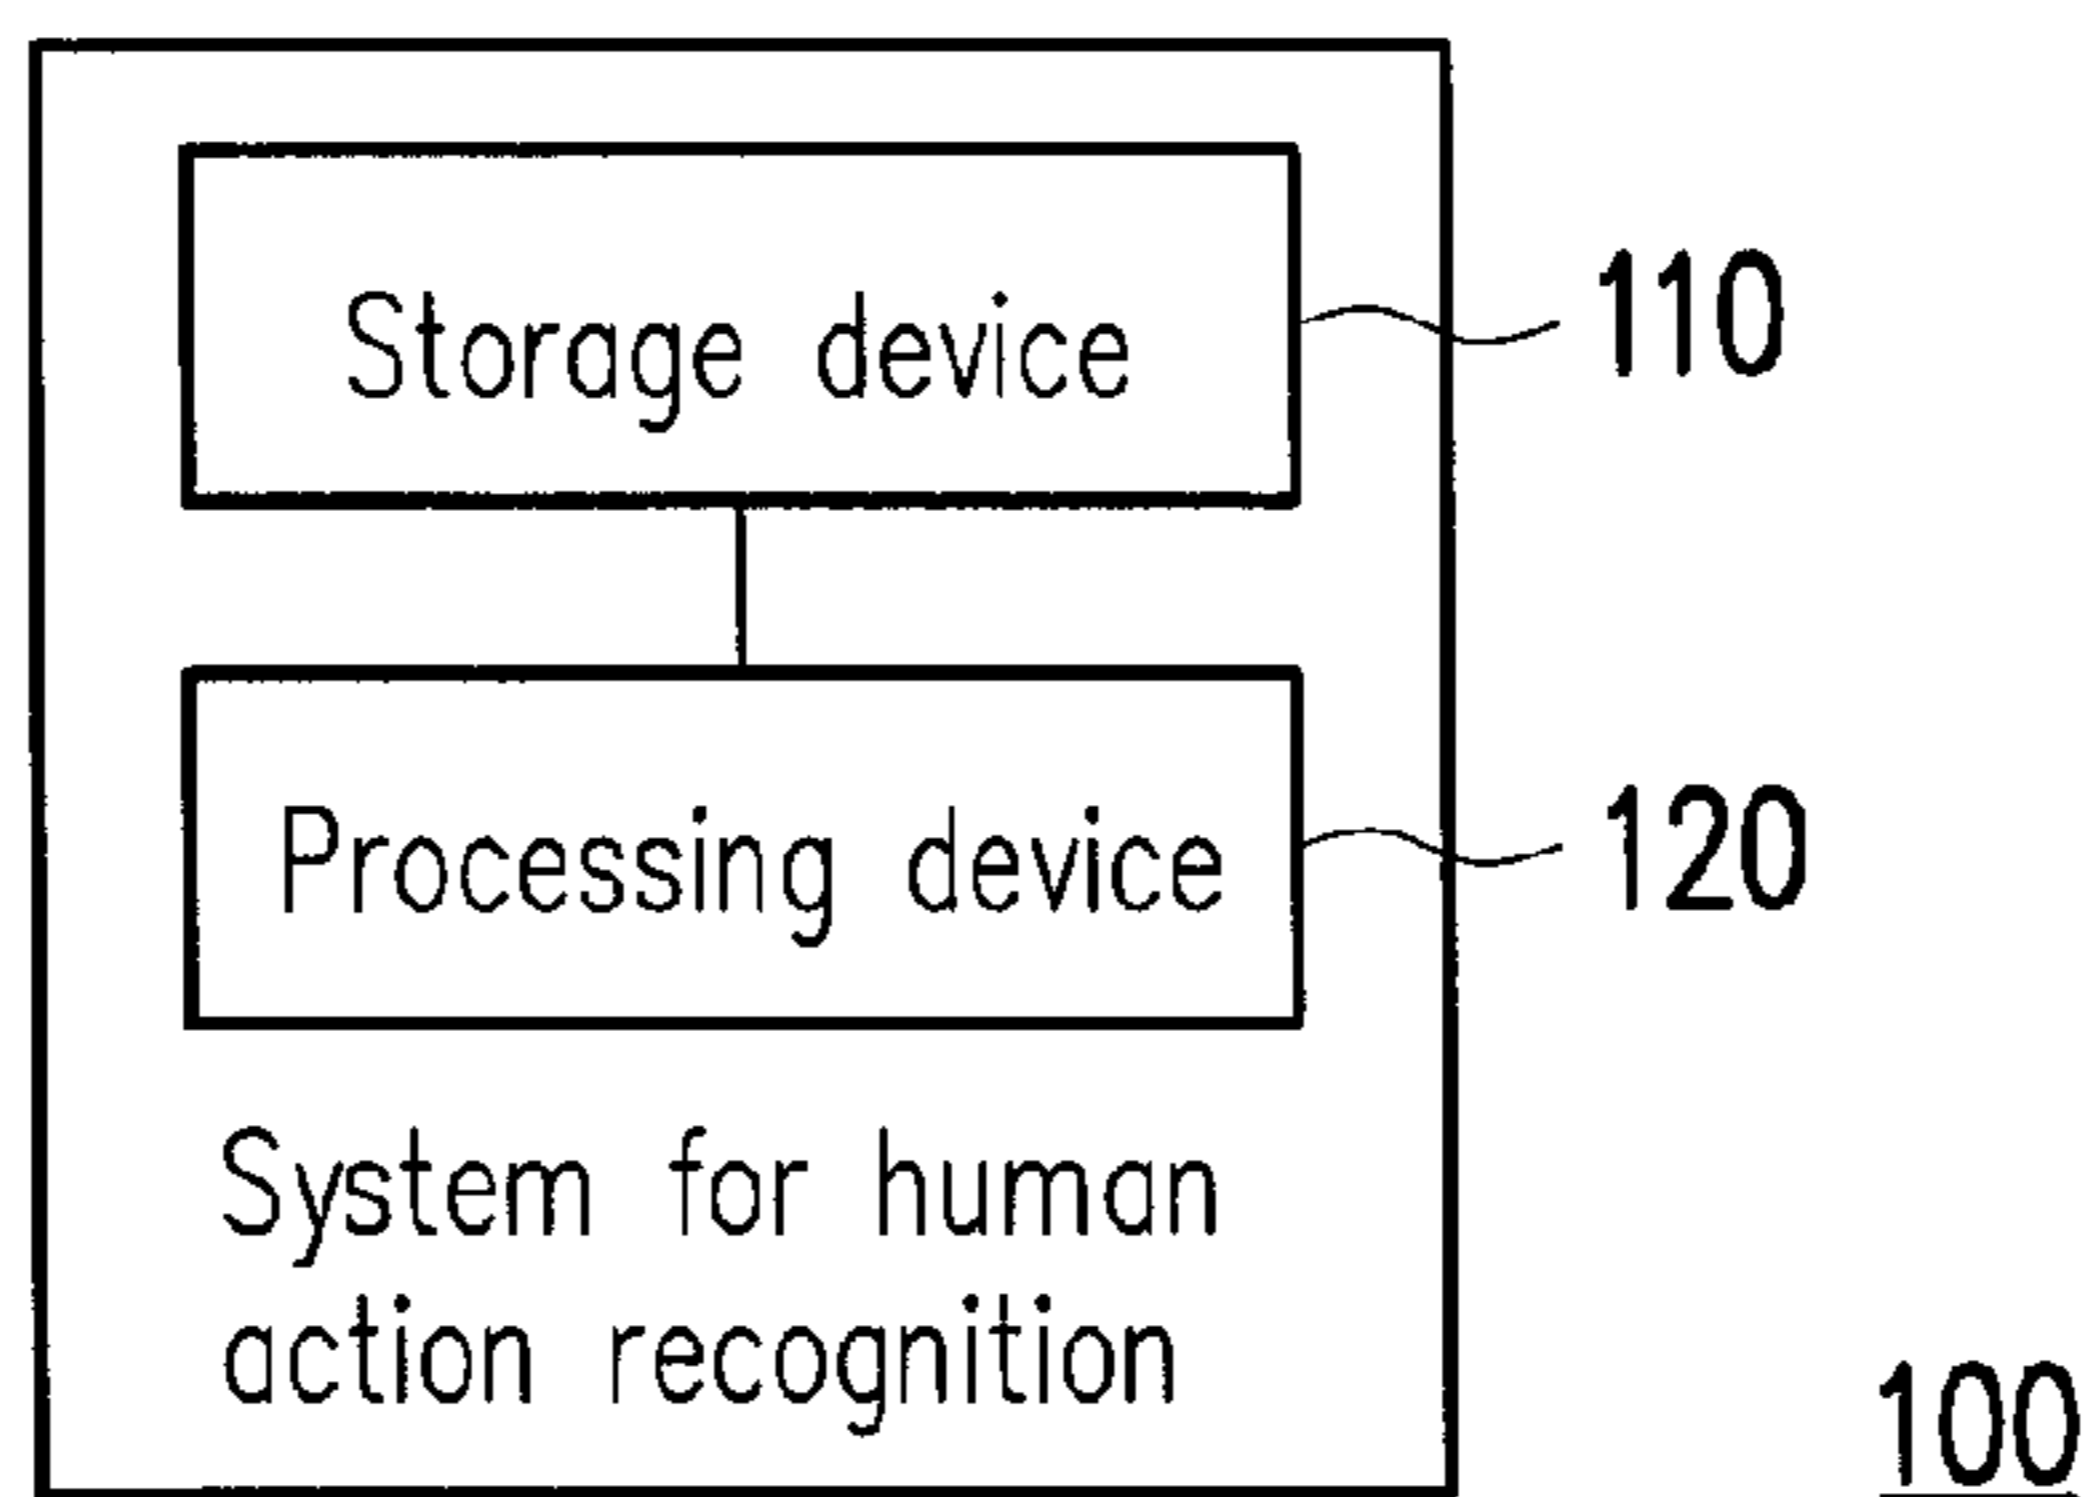 Storage device
110
Processing device
120
System for human
action recognition
100